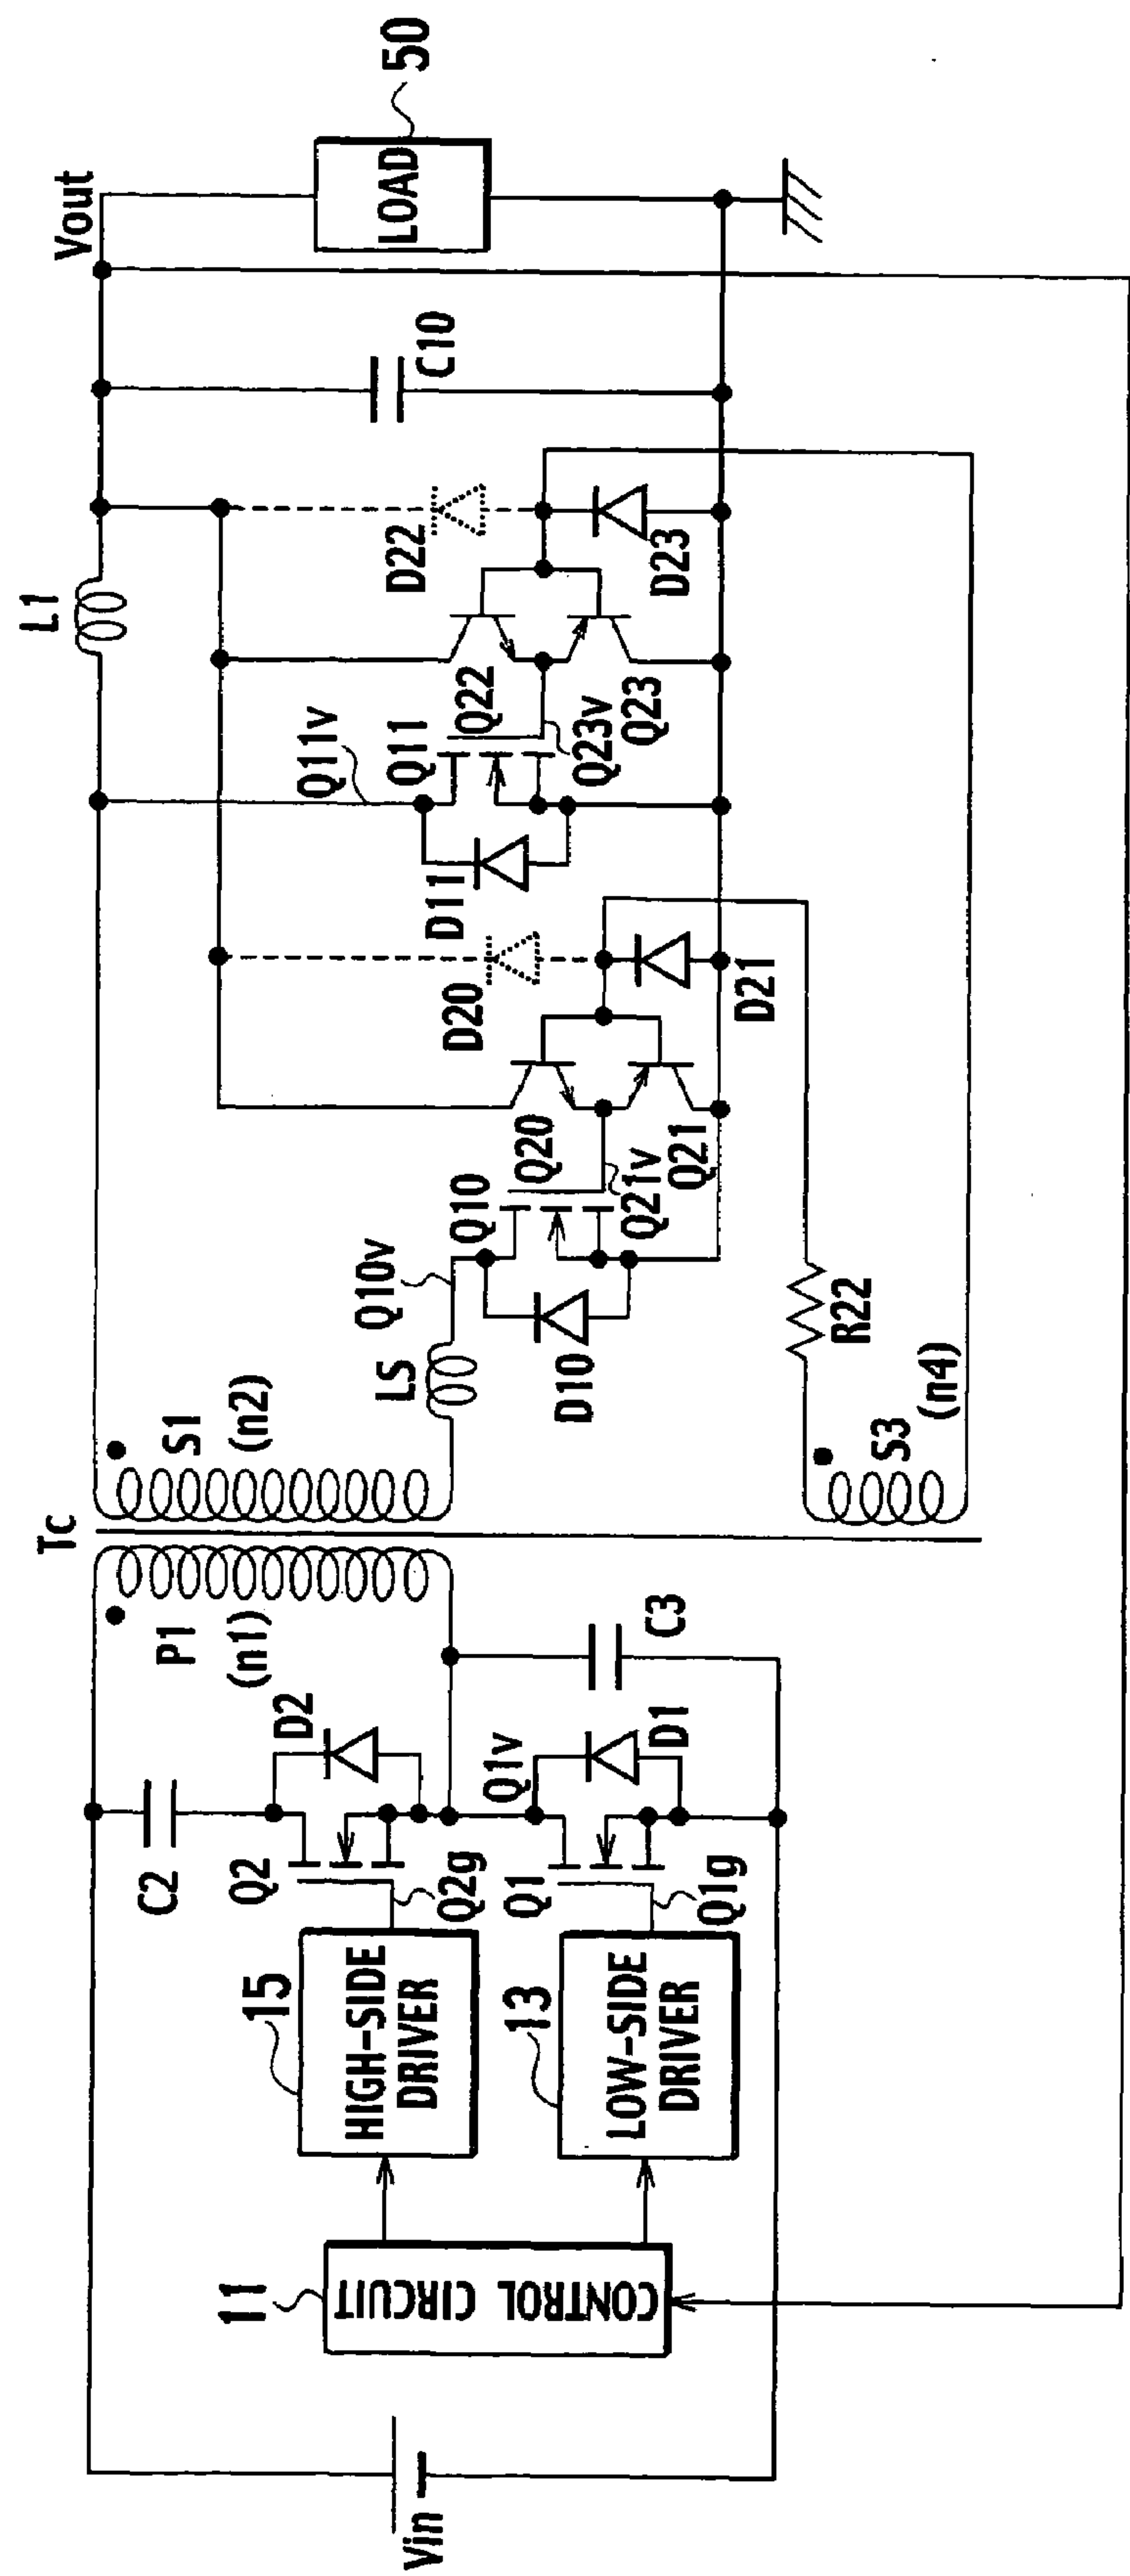 Vin
11
CONTROL CIRCUIT
15
HIGH-SIDE
DRIVER
13
LOW-SIDE
DRIVER
C2
Q2
Q2g
D2
Q1
Q1g
Q1v
D1
C3
P1
(n1)
Tc
S1
(n2)
S3
(n4)
LS
Q10v
D10
Q10
Q20
Q21v
Q21
R22
D20
D21
D11
Q11v
Q11
Q22
Q23v
Q23
D22
D23
L1
C10
Vout
LOAD
50